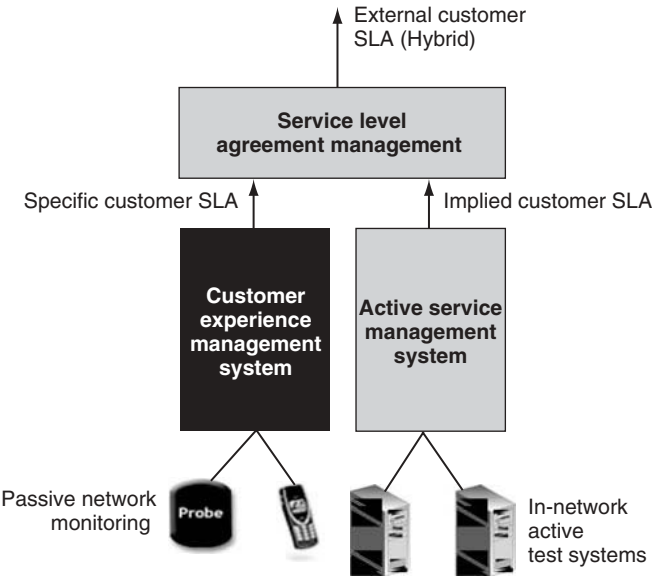 External customer
SLA (Hybrid)
Service level
agreement management
Specific customer SLA
Implied customer SLA
Customer
experience
management
system
Active service
management
system
Passive network
monitoring
Probe
In-network
active
test systems